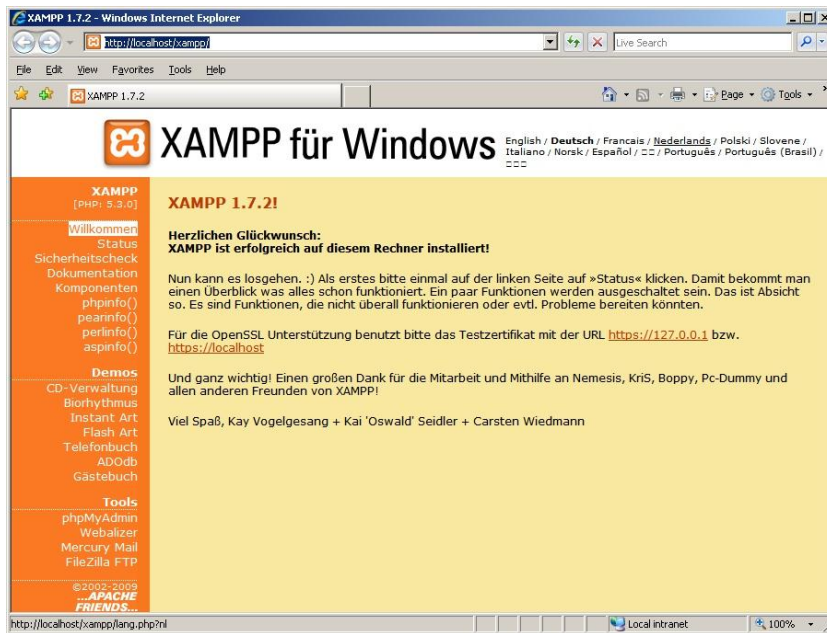 XAMPP 1.7.2 - Windows Internet Explorer
http://localhost/xampp/
Live Search
File Edit View Favorites Tools Help
XAMPP 1.7.2
Page Tools
XAMPP für Windows
English / Deutsch / Francais / Nederlands / Polski / Slovene /
Italiano / Norsk / Español / □□ / Português / Português (Brasil) /
□□□
XAMPP
[PHP: 5.3.0]
Willkommen
Status
Sicherheitscheck
Dokumentation
Komponenten
phpinfo()
pearinfo()
perlinfo()
aspinfo()
Demos
CD-Verwaltung
Biorhythmus
Instant Art
Flash Art
Telefonbuch
ADOdb
Gästebuch
Tools
phpMyAdmin
Webalizer
Mercury Mail
FileZilla FTP
©2002-2009
...APACHE
FRIENDS...
XAMPP 1.7.2!
Herzlichen Glückwunsch:
XAMPP ist erfolgreich auf diesem Rechner installiert!
Nun kann es losgehen. :) Als erstes bitte einmal auf der linken Seite auf »Status« klicken. Damit bekommt man
einen Überblick was alles schon funktioniert. Ein paar Funktionen werden ausgeschaltet sein. Das ist Absicht
so. Es sind Funktionen, die nicht überall funktionieren oder evtl. Probleme bereiten könnten.
Für die OpenSSL Unterstützung benutzt bitte das Testzertifikat mit der URL https://127.0.0.1 bzw.
https://localhost
Und ganz wichtig! Einen großen Dank für die Mitarbeit und Mithilfe an Nemesis, KriS, Boppy, Pc-Dummy und
allen anderen Freunden von XAMPP!
Viel Spaß, Kay Vogelgesang + Kai 'Oswald' Seidler + Carsten Wiedmann
http://localhost/xampp/lang.php?nl
Local intranet
100%